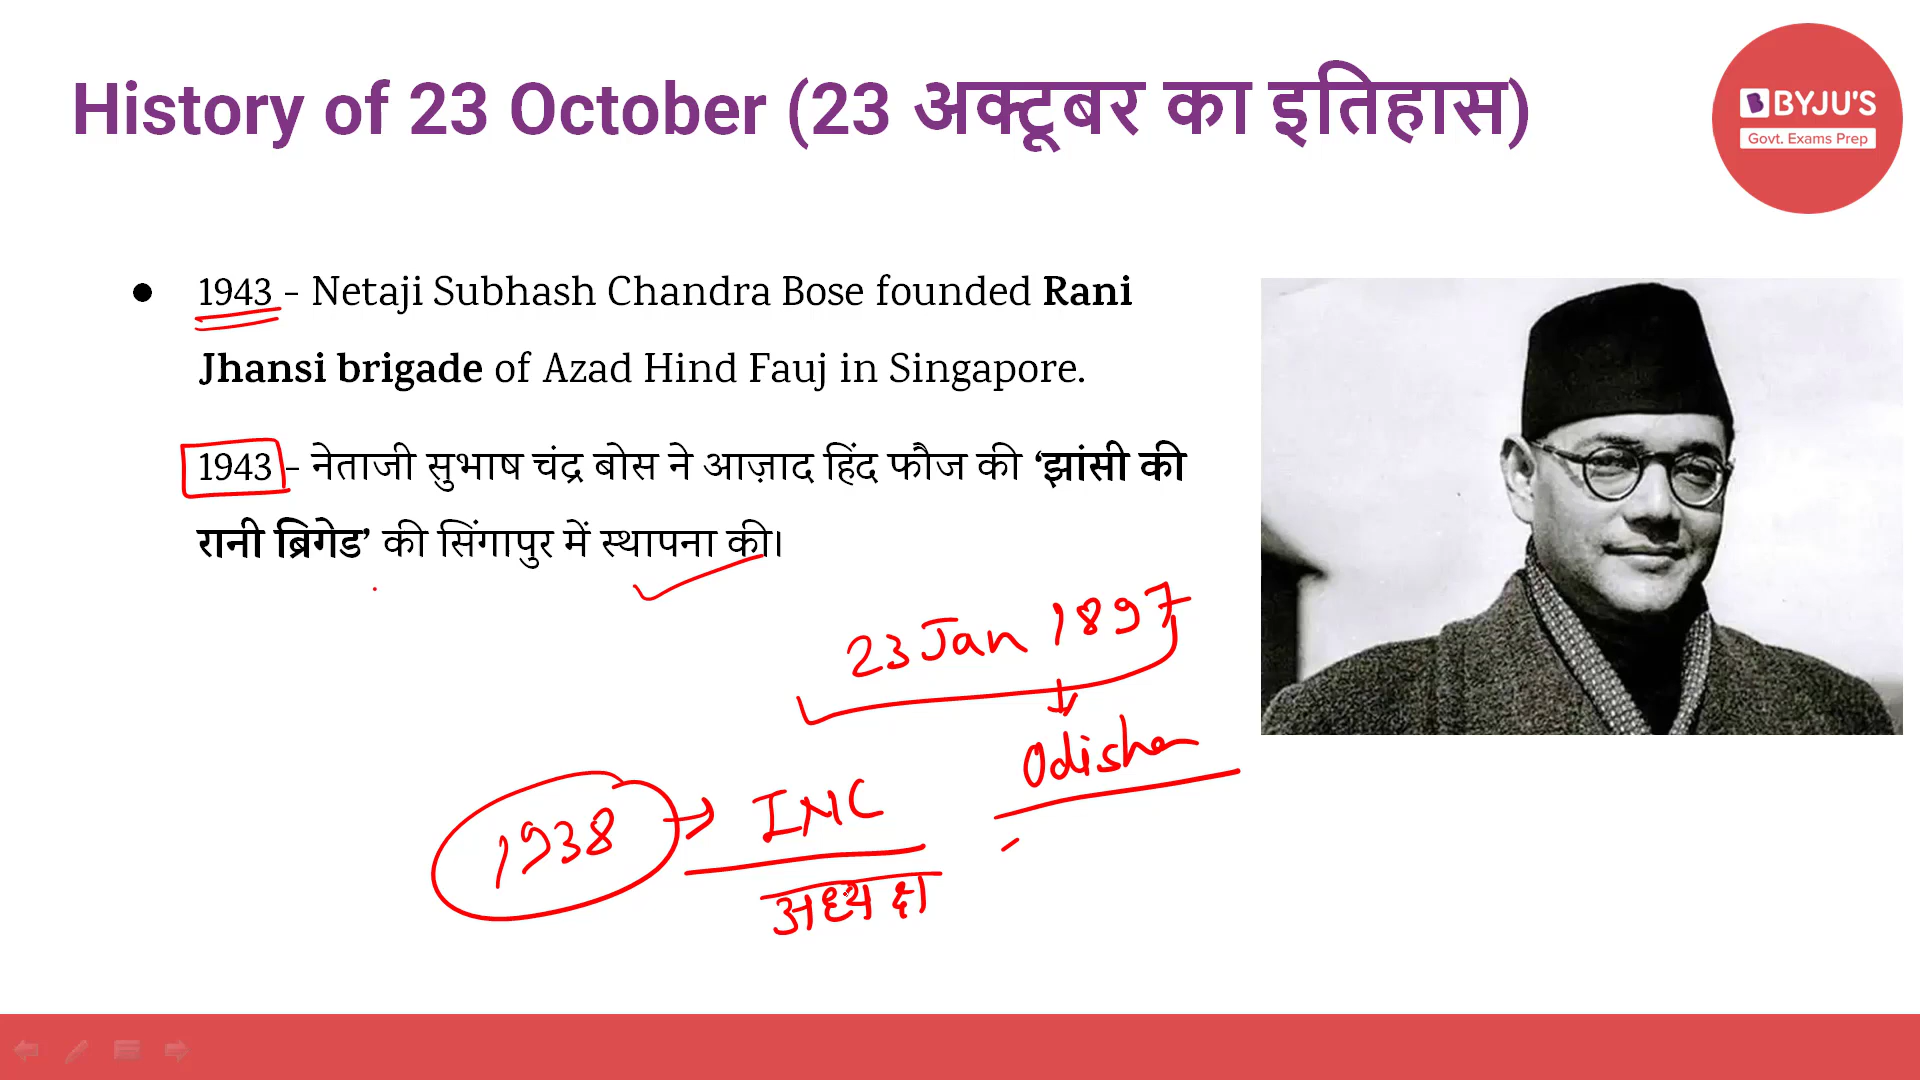 History of 23 October (23 अक्टूबर का इतिहास)
BYJU'S
Govt. Exams Prep
● 1943 - Netaji Subhash Chandra Bose founded Rani
Jhansi brigade of Azad Hind Fauj in Singapore.
1943 - नेताजी सुभाष चंद्र बोस ने आज़ाद हिंद फौज की ‘झांसी की
रानी ब्रिगेड’ की सिंगापुर में स्थापना की।
23 Jan 1897
Odisha
1938 → INC
अध्यक्ष